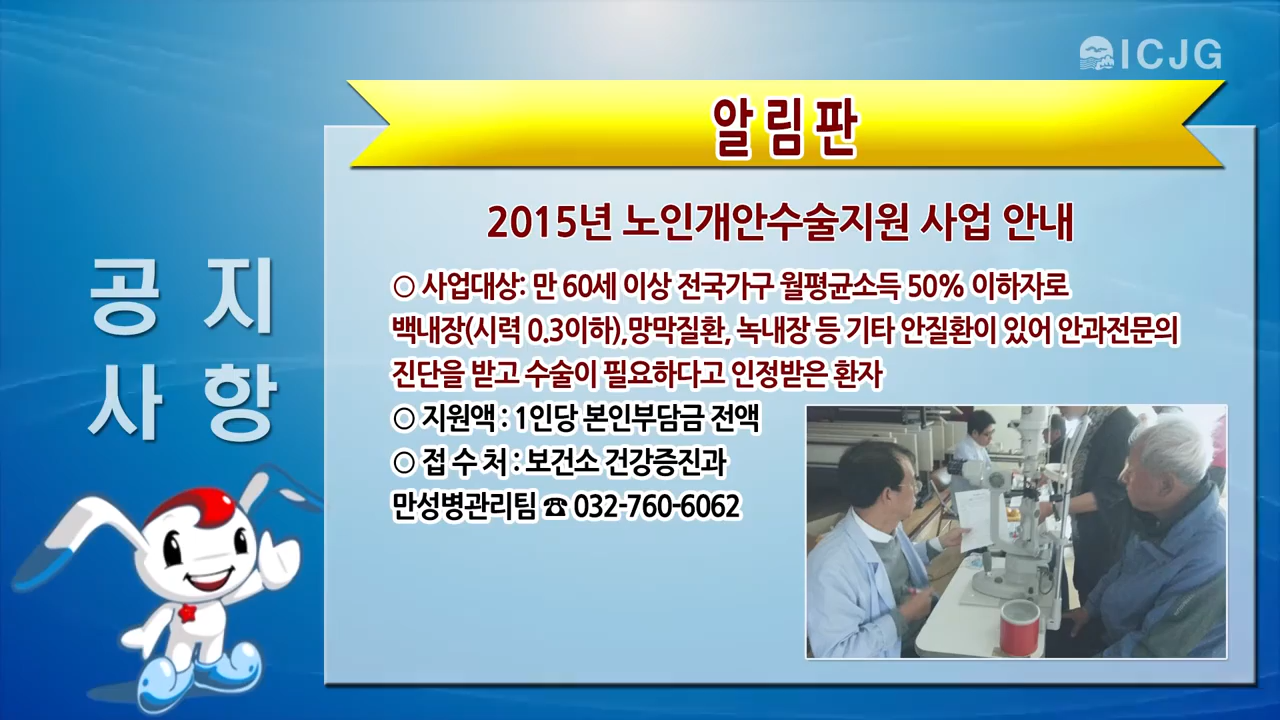 ICJG
알림판
공지
사항
2015년 노인개안수술지원 사업 안내
○ 사업대상: 만 60세 이상 전국가구 월평균소득 50% 이하자로
백내장(시력 0.3이하),망막질환, 녹내장 등 기타 안질환이 있어 안과전문의
진단을 받고 수술이 필요하다고 인정받은 환자
○ 지원액 : 1인당 본인부담금 전액
○ 접 수 처 : 보건소 건강증진과
만성병관리팀 ☎ 032-760-6062